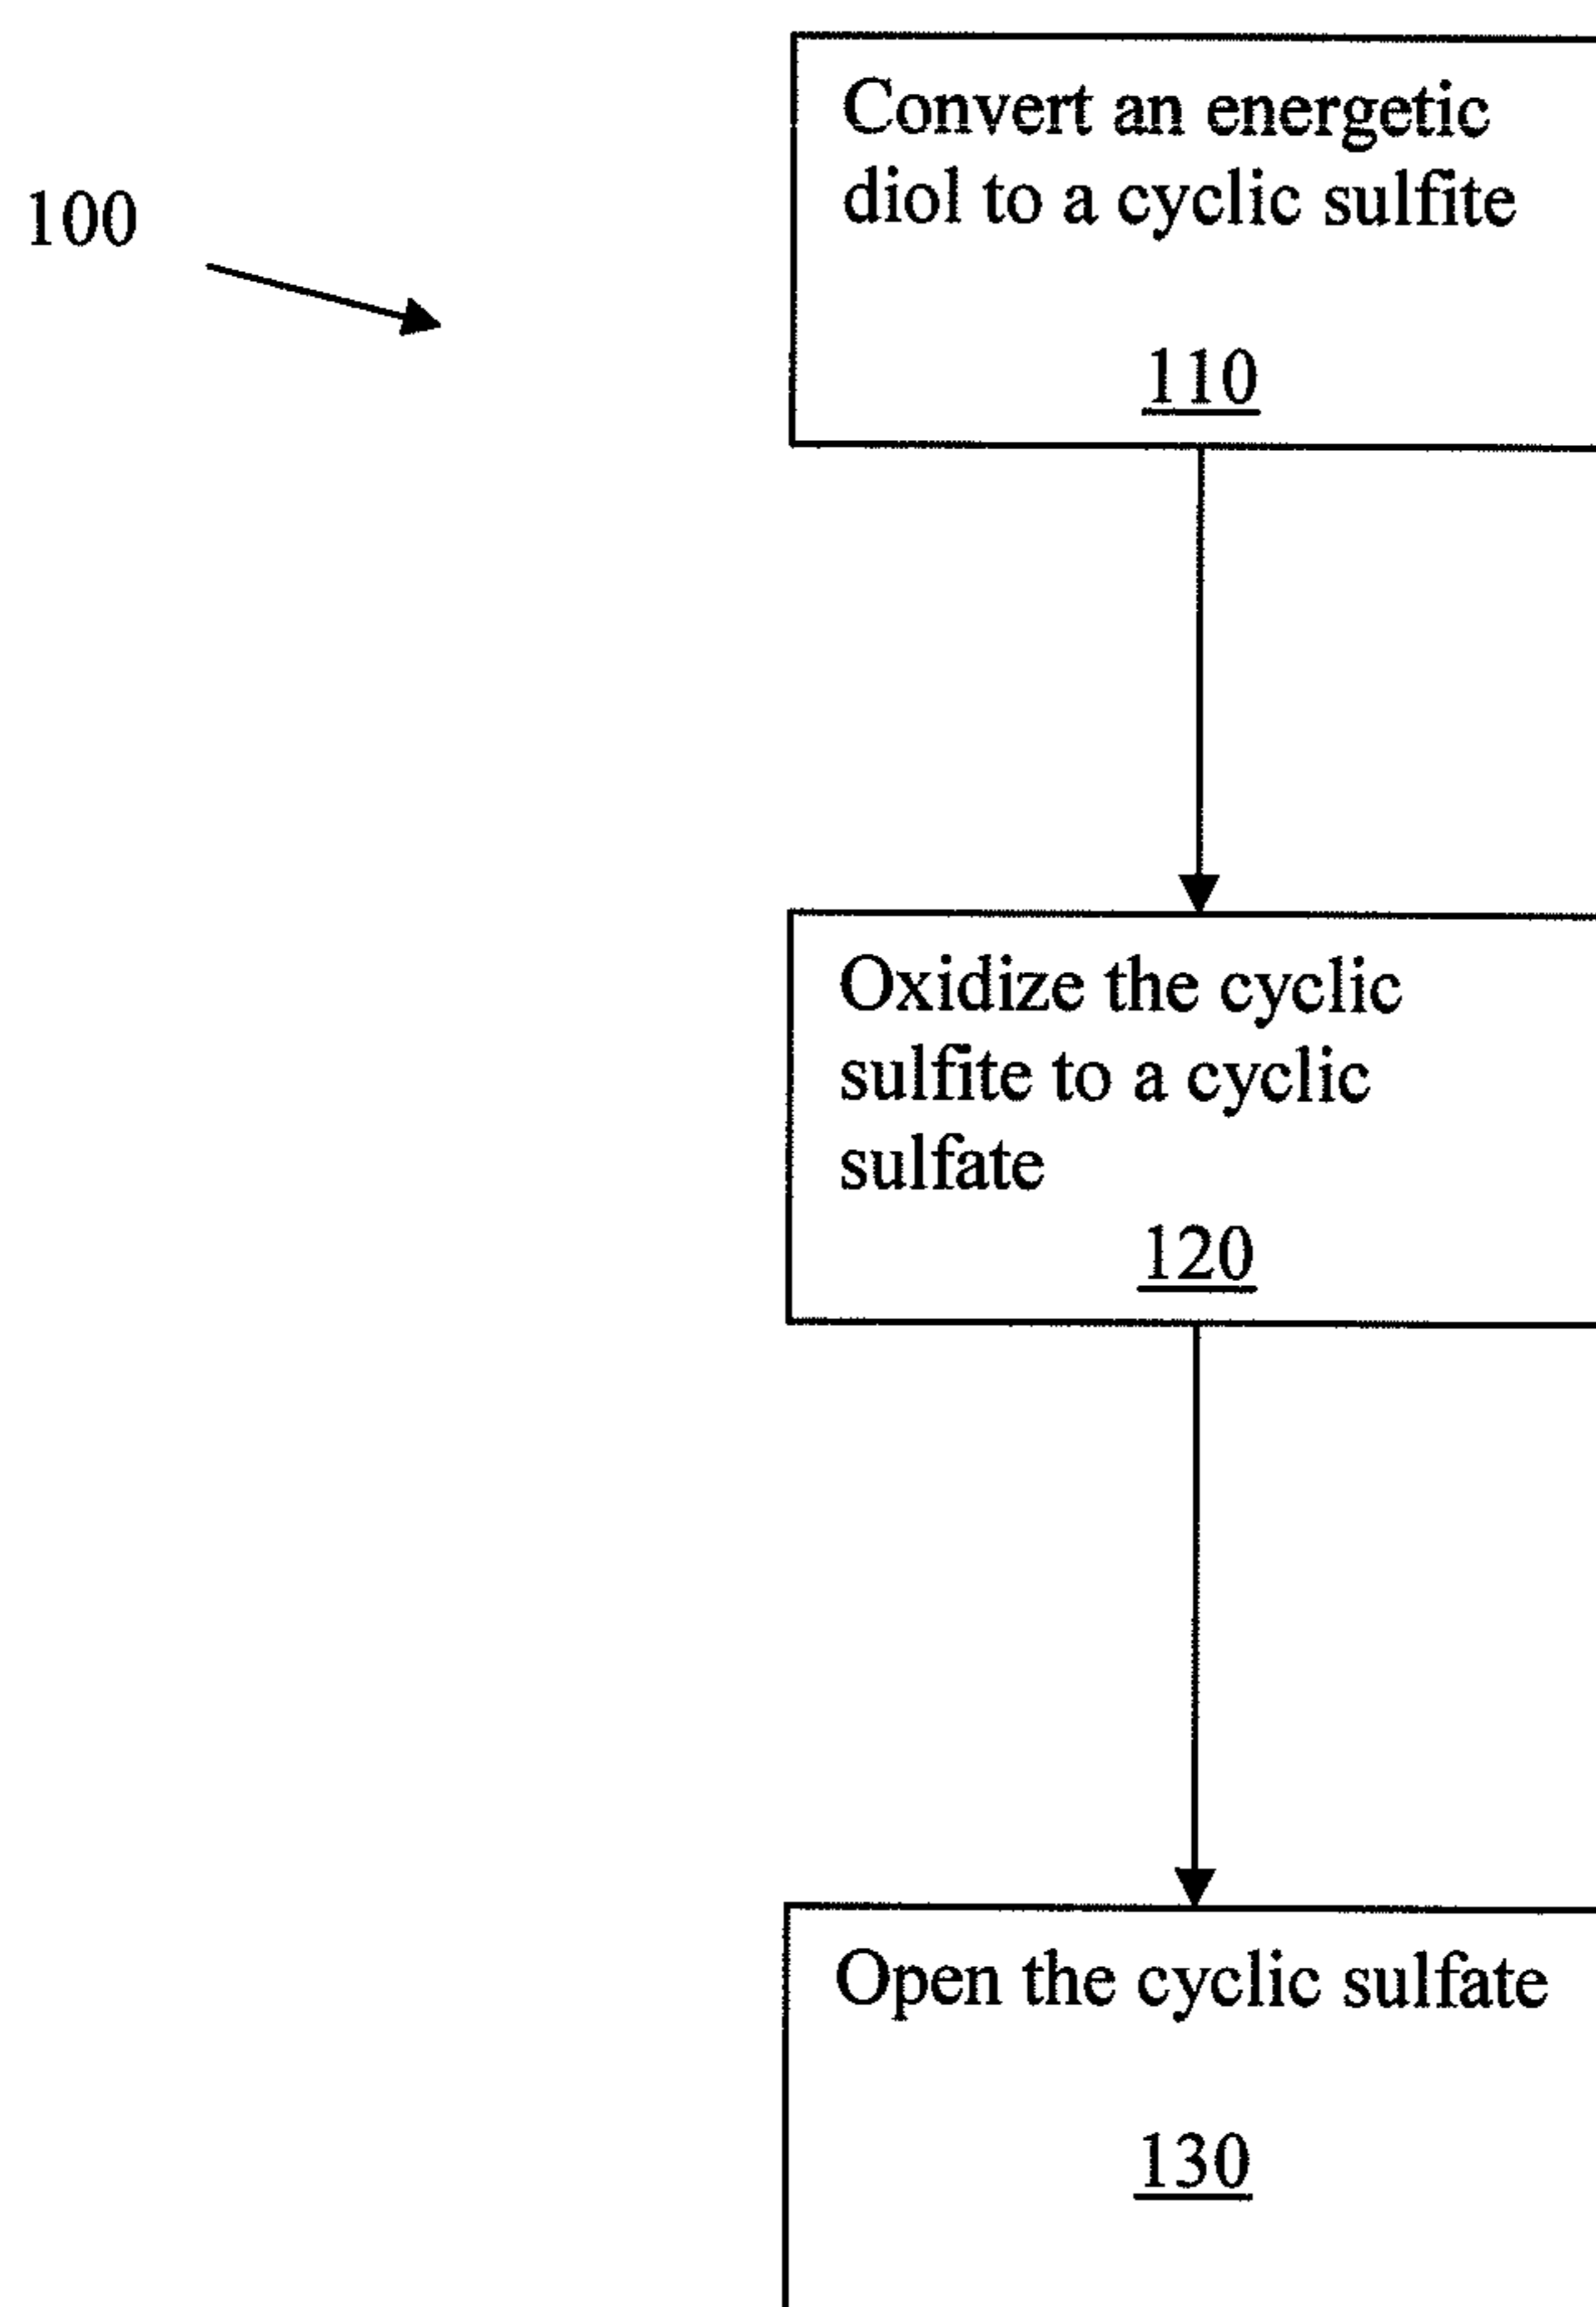 100
Convert an energetic
diol to a cyclic sulfite
110
Oxidize the cyclic
sulfite to a cyclic
sulfate
120
Open the cyclic sulfate
130